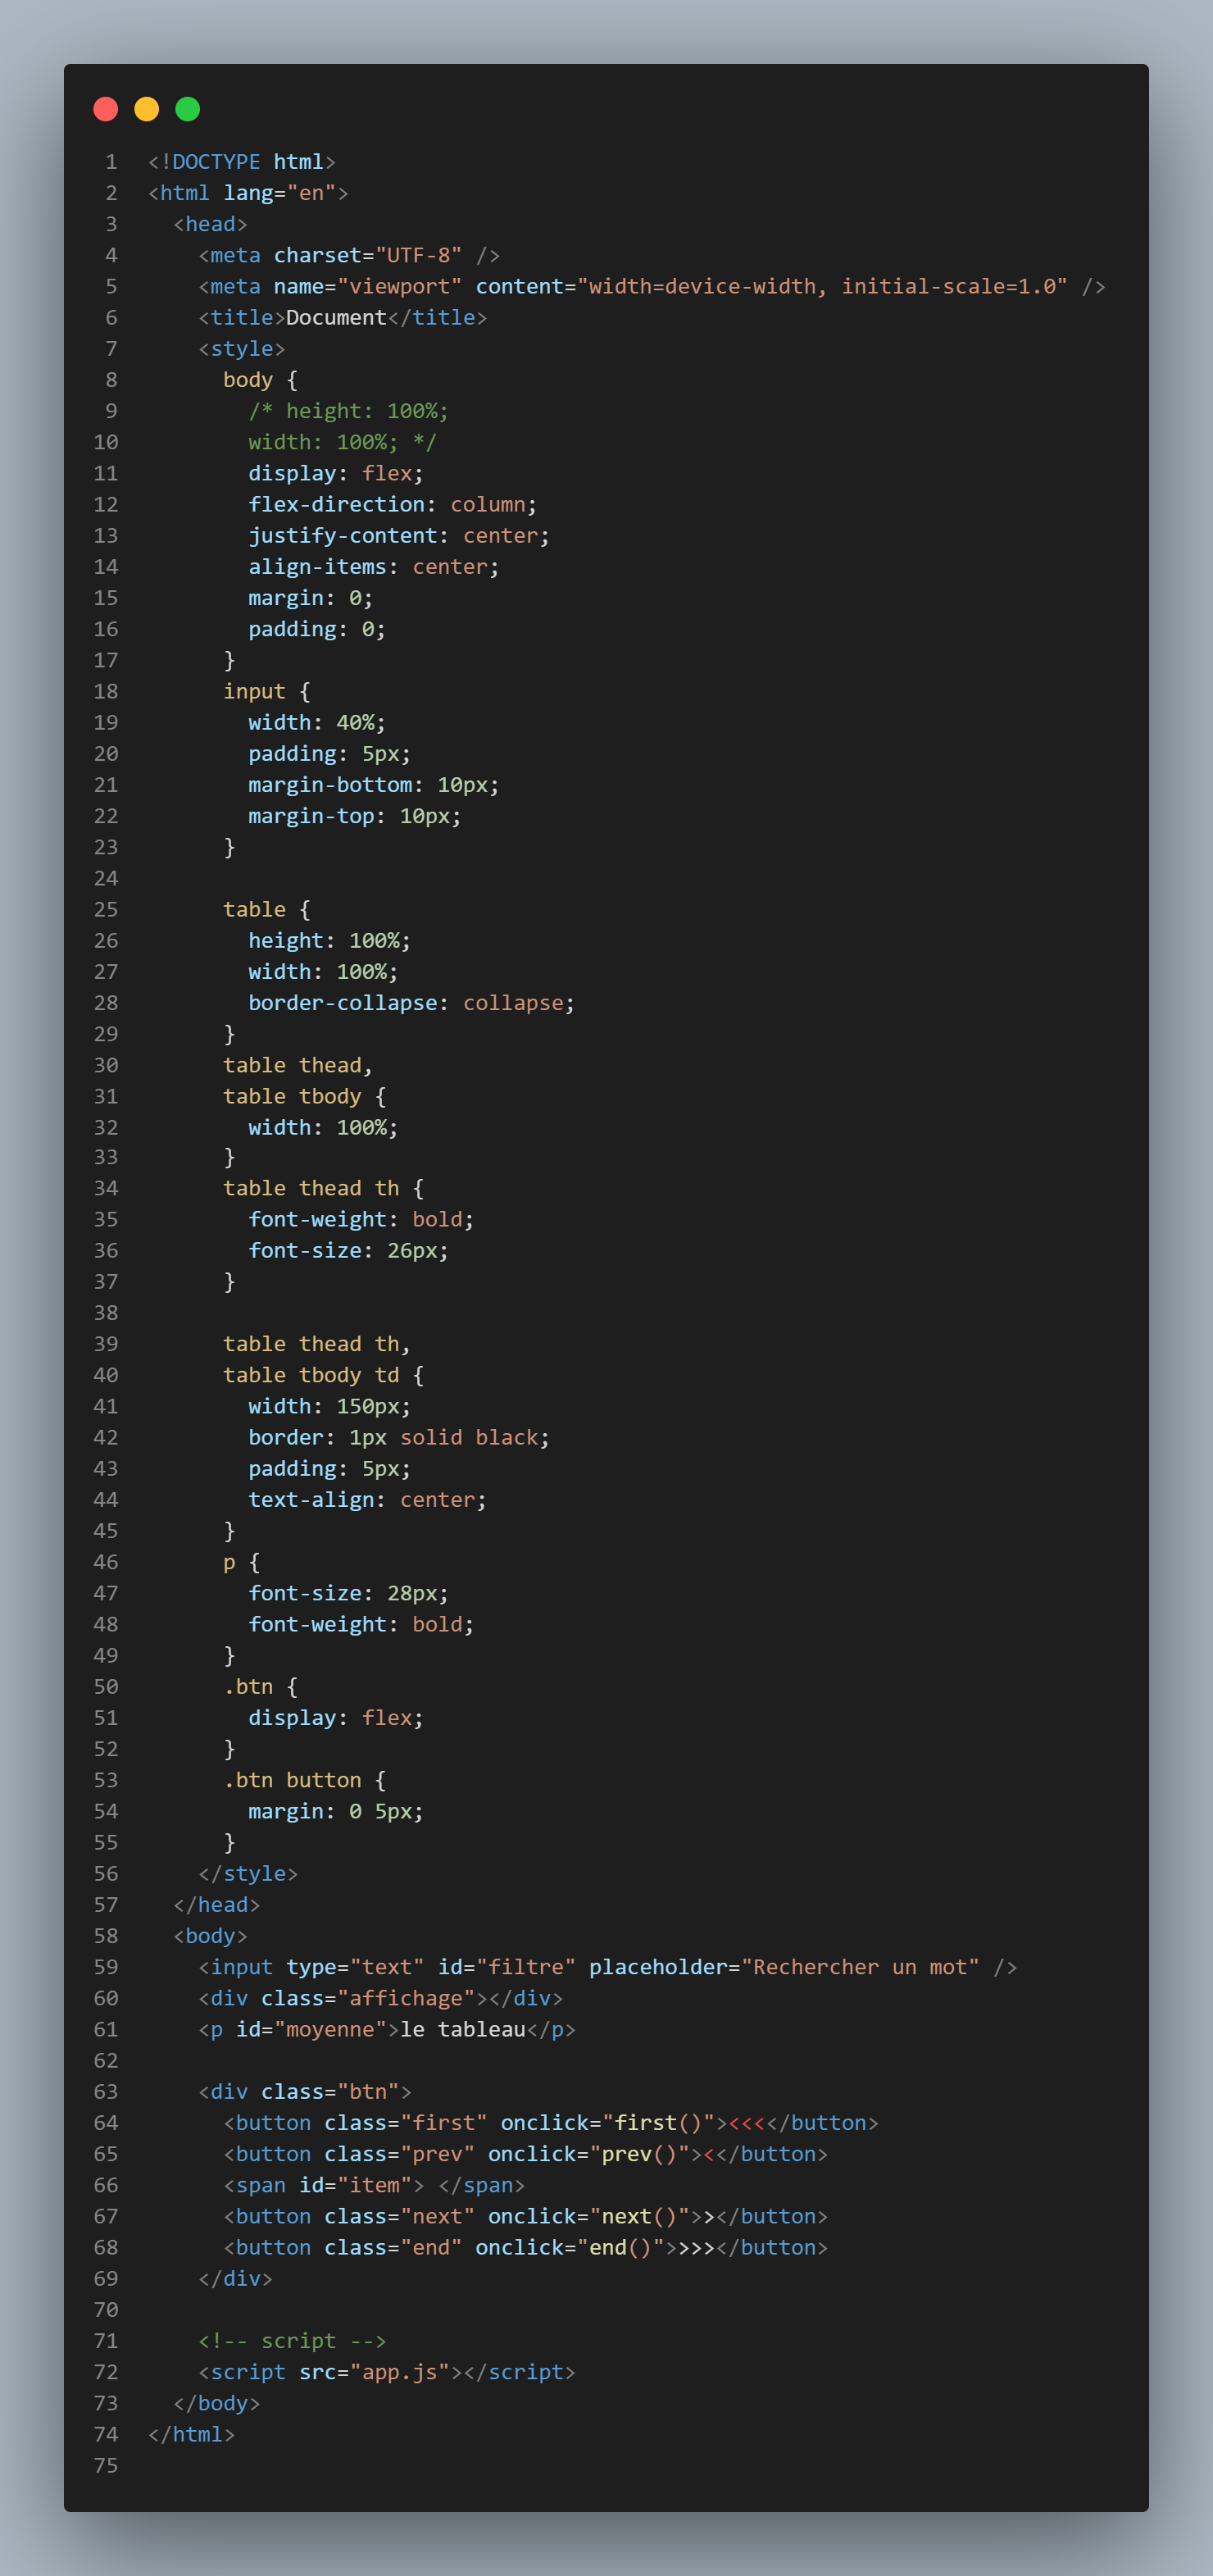 1 <!DOCTYPE html>
2 <html lang="en">
3   <head>
4     <meta charset="UTF-8" />
5     <meta name="viewport" content="width=device-width, initial-scale=1.0" />
6     <title>Document</title>
7     <style>
8       body {
9         /* height: 100%;
10         width: 100%; */
11         display: flex;
12         flex-direction: column;
13         justify-content: center;
14         align-items: center;
15         margin: 0;
16         padding: 0;
17       }
18       input {
19         width: 40%;
20         padding: 5px;
21         margin-bottom: 10px;
22         margin-top: 10px;
23       }
24
25       table {
26         height: 100%;
27         width: 100%;
28         border-collapse: collapse;
29       }
30       table thead,
31       table tbody {
32         width: 100%;
33       }
34       table thead th {
35         font-weight: bold;
36         font-size: 26px;
37       }
38
39       table thead th,
40       table tbody td {
41         width: 150px;
42         border: 1px solid black;
43         padding: 5px;
44         text-align: center;
45       }
46       p {
47         font-size: 28px;
48         font-weight: bold;
49       }
50       .btn {
51         display: flex;
52       }
53       .btn button {
54         margin: 0 5px;
55       }
56     </style>
57   </head>
58   <body>
59     <input type="text" id="filtre" placeholder="Rechercher un mot" />
60     <div class="affichage"></div>
61     <p id="moyenne">le tableau</p>
62
63     <div class="btn">
64       <button class="first" onclick="first()"><<<</button>
65       <button class="prev" onclick="prev()"><</button>
66       <span id="item"> </span>
67       <button class="next" onclick="next()">></button>
68       <button class="end" onclick="end()">>>></button>
69     </div>
70
71     <!-- script -->
72     <script src="app.js"></script>
73   </body>
74 </html>
75